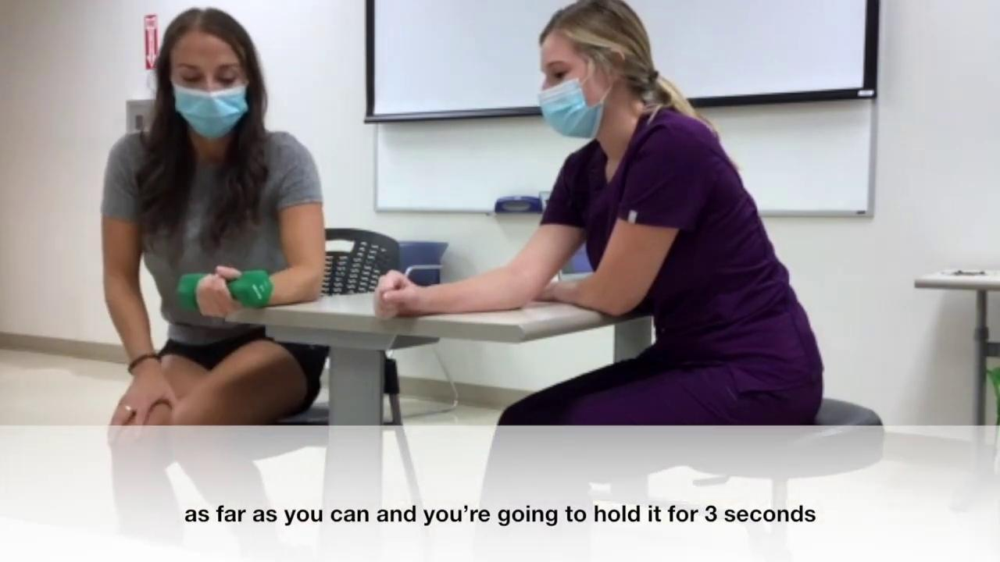 as far as you can and you're going to hold it for 3 seconds